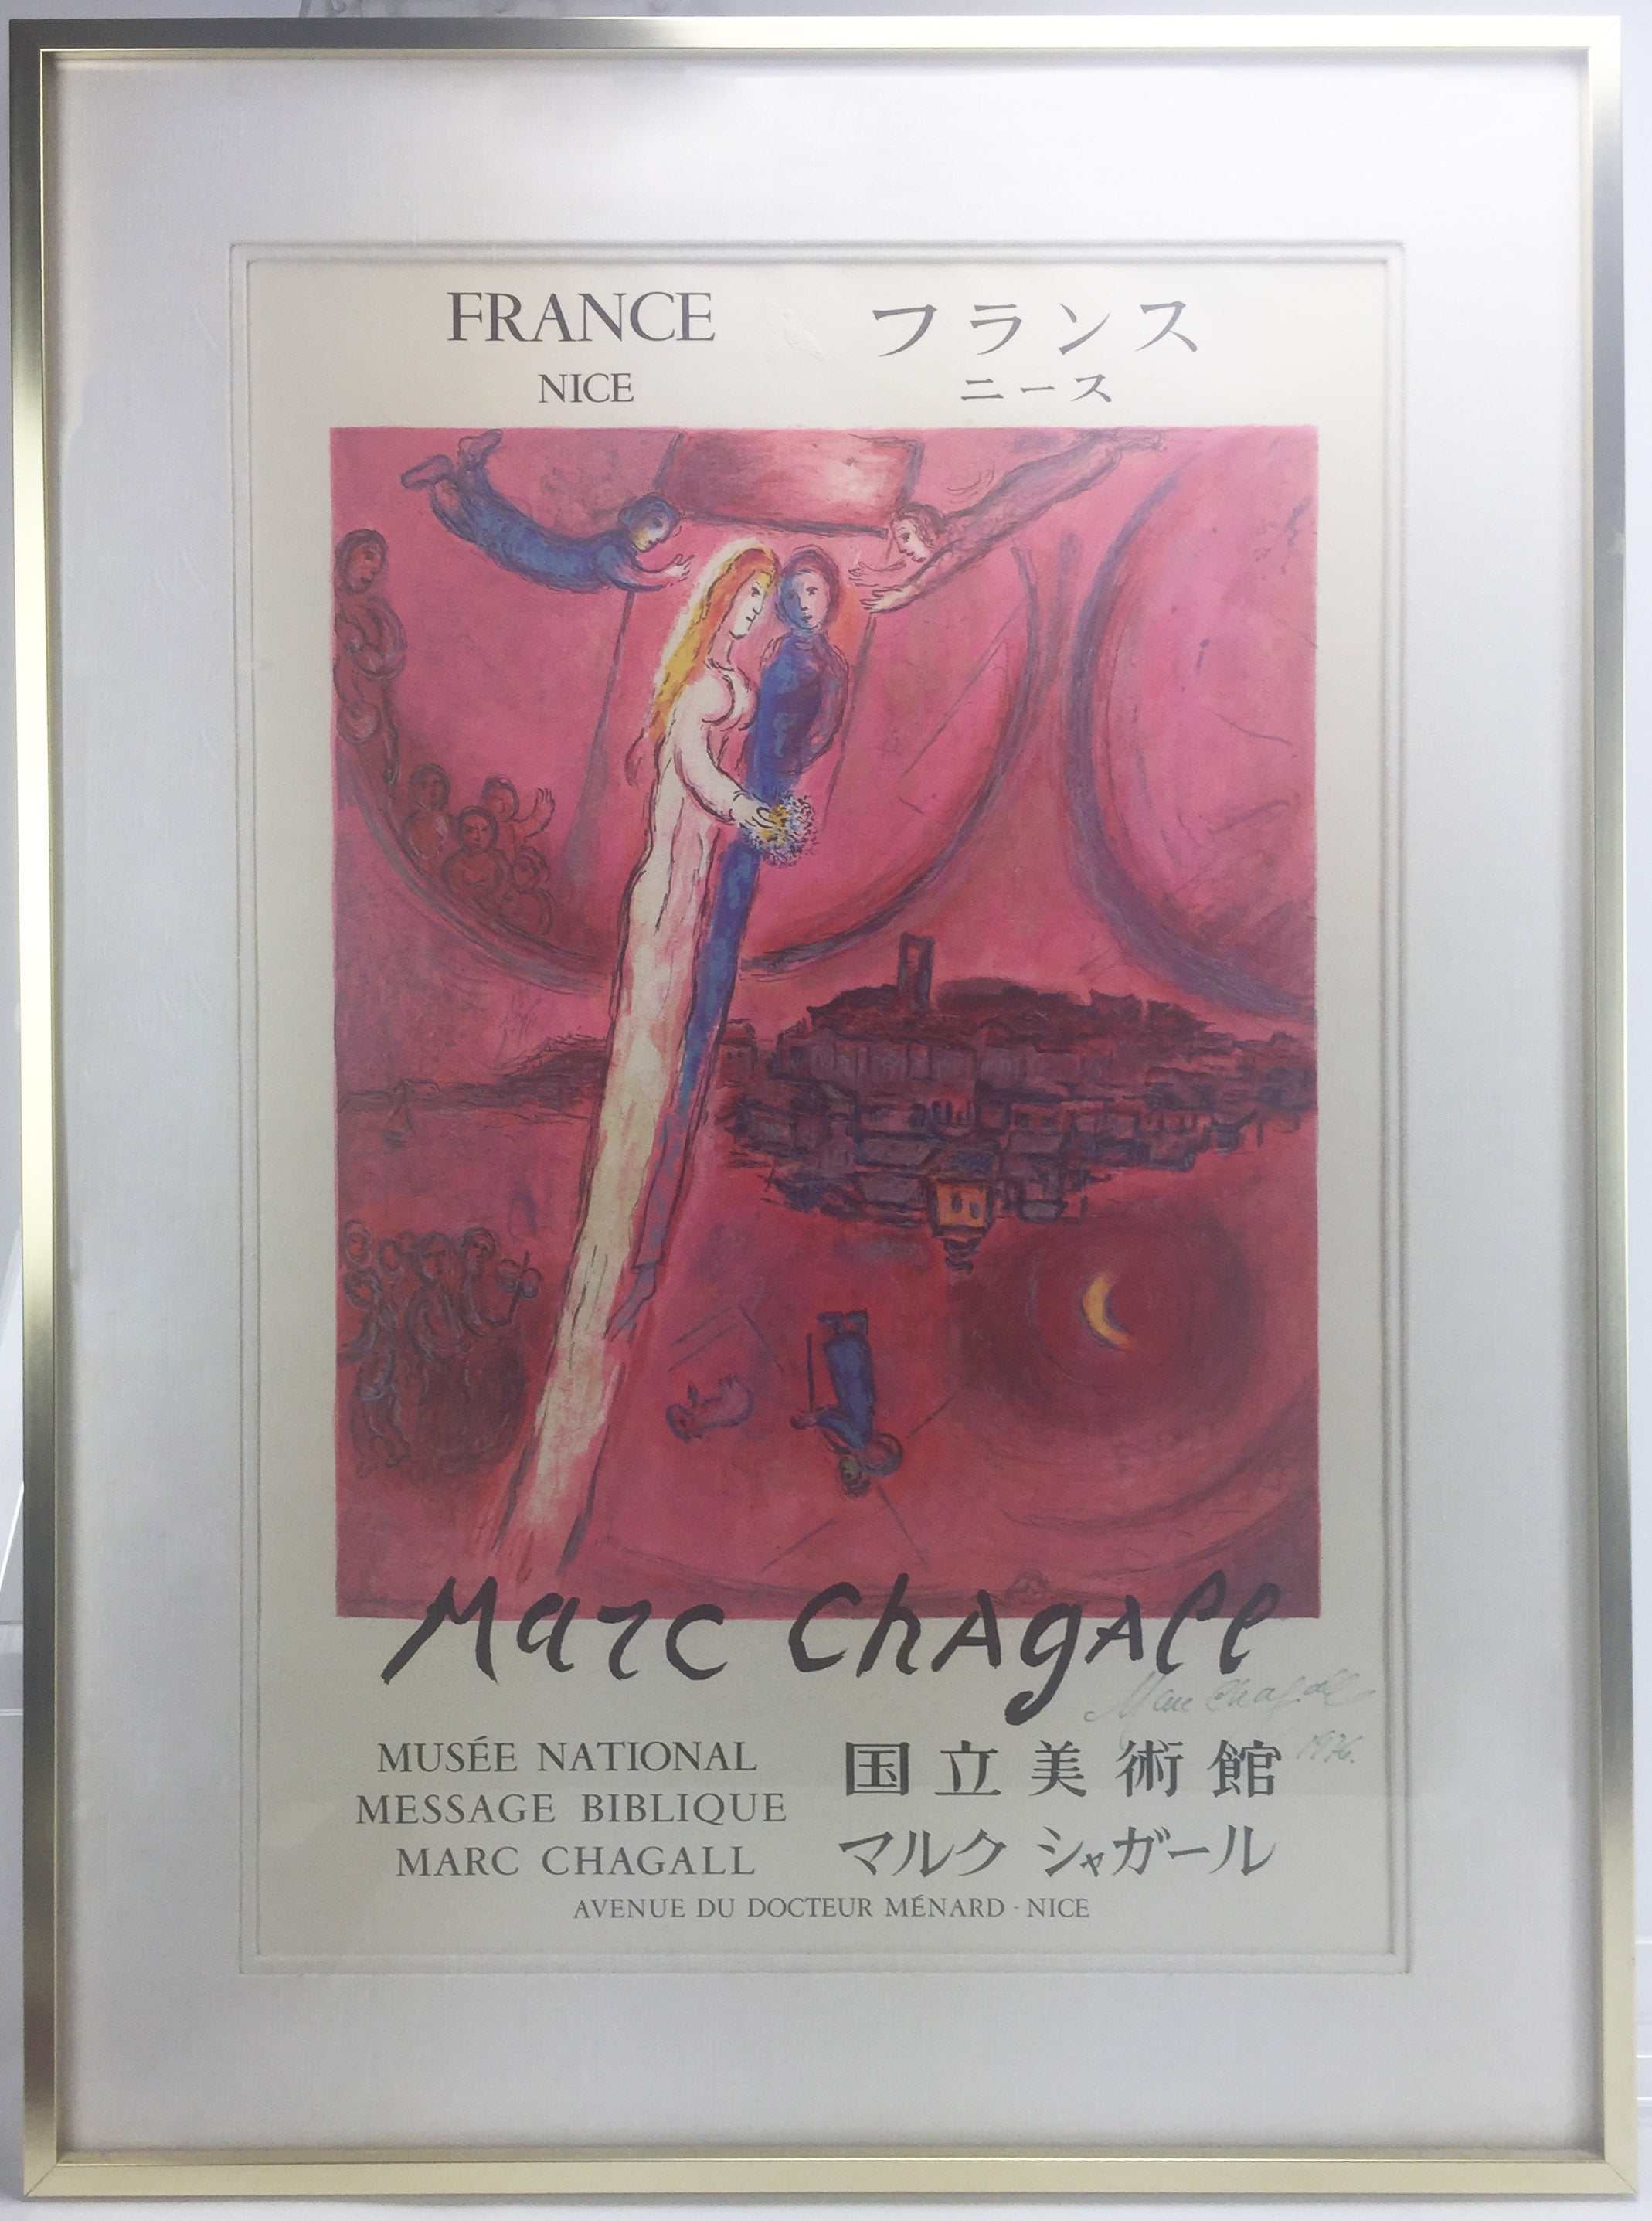 FRANCE フランス
NICE ニース
Marc Chagall
Marc Chagall
1976.
MUSÉE NATIONAL 国立美術館
MESSAGE BIBLIQUE
MARC CHAGALL マルク シャガール
AVENUE DU DOCTEUR MÉNARD - NICE